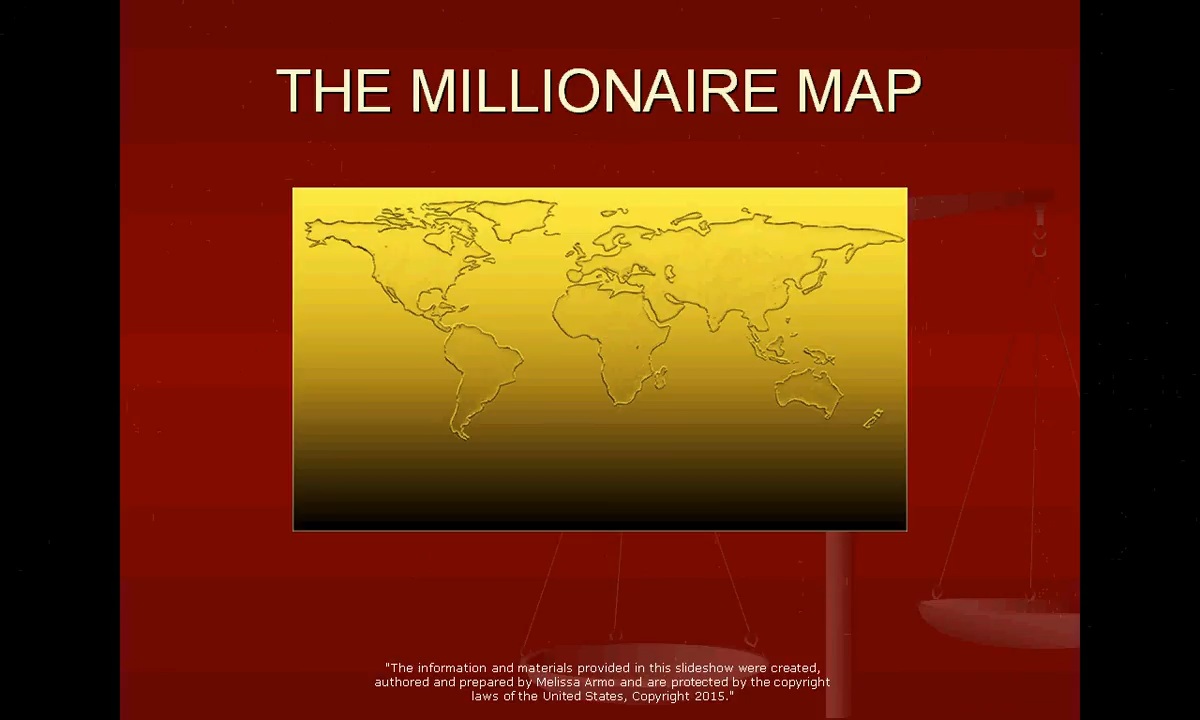 THE MILLIONAIRE MAP
"The information and materials provided in this slideshow were created,
authored and prepared by Melissa Armo and are protected by the copyright
laws of the United States, Copyright 2015."